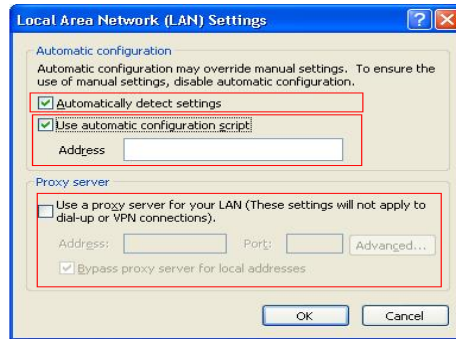 Local Area Network (LAN) Settings
Automatic configuration
Automatic configuration may override manual settings. To ensure the
use of manual settings, disable automatic configuration.
Automatically detect settings
Use automatic configuration script
Address
Proxy server
Use a proxy server for your LAN (These settings will not apply to
dial-up or VPN connections).
Address:
Port:
Advanced...
Bypass proxy server for local addresses
OK
Cancel